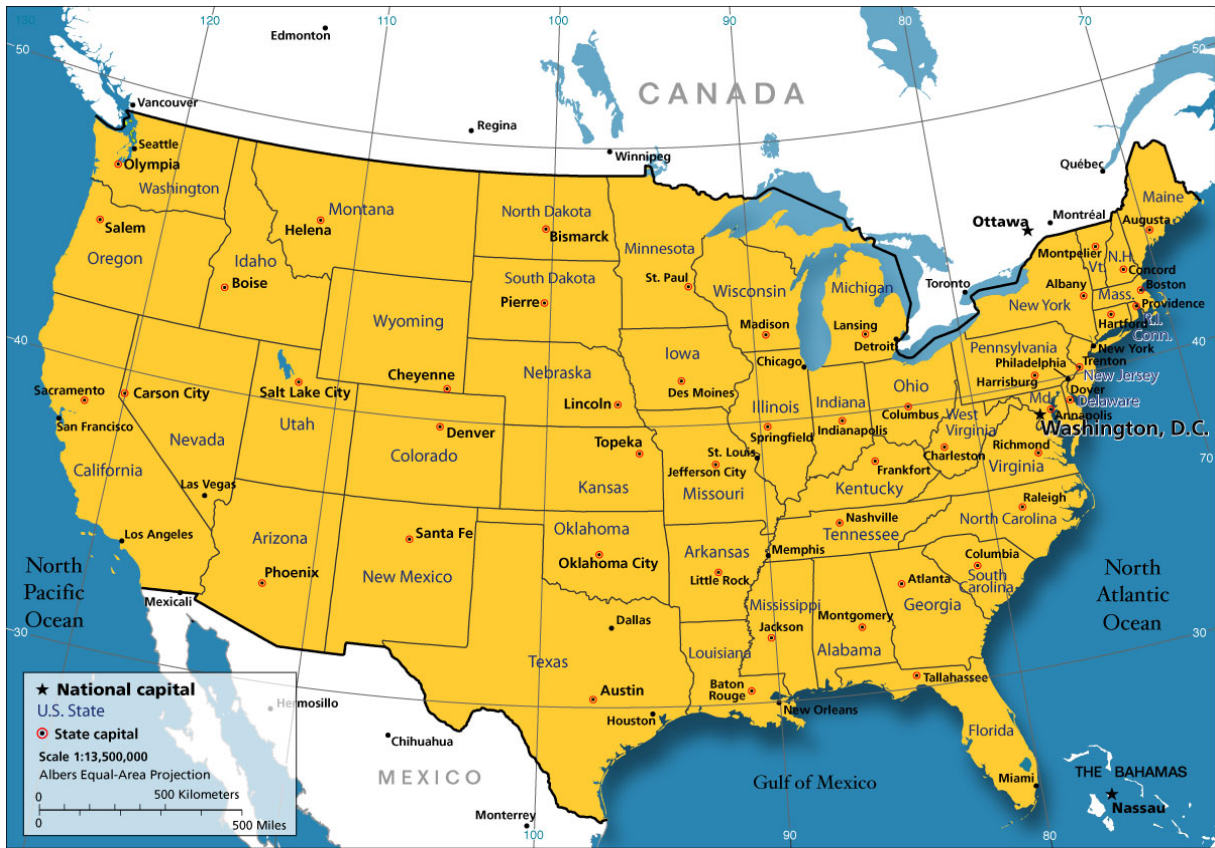 130
120
110
100
90
80
70
50
Edmonton
50
CANADA
Vancouver
Regina
Winnipeg
Québec
Seattle
Olympia
Washington
Montana
Helena
North Dakota
Bismarck
Minnesota
St. Paul
Ottawa
Montréal
Maine
Augusta
Salem
Oregon
Idaho
Boise
South Dakota
Pierre
Wisconsin
Madison
Michigan
Lansing
Detroit
Toronto
Montpelier
Vt.
N.H.
Concord
Albany
Boston
New York
Mass.
Providence
Hartford
R.I.
Conn.
40
Wyoming
Cheyenne
Iowa
Des Moines
Chicago
Pennsylvania
New York
Philadelphia
Trenton
Harrisburg
New Jersey
40
Sacramento
Carson City
Salt Lake City
Nebraska
Lincoln
Illinois
Indiana
Ohio
Columbus
Indianapolis
Md.
Dover
Delaware
Annapolis
Washington, D.C.
San Francisco
Nevada
Utah
Denver
Colorado
Topeka
Kansas
Springfield
St. Louis
Jefferson City
Missouri
West
Virginia
Charleston
Richmond
Virginia
70
California
Las Vegas
Frankfort
Kentucky
Los Angeles
Arizona
Phoenix
Santa Fe
New Mexico
Oklahoma
Oklahoma City
Arkansas
Little Rock
Nashville
Tennessee
Memphis
Raleigh
North Carolina
Columbia
South
Carolina
North
Pacific
Ocean
North
Atlantic
Ocean
Mexicali
30
Dallas
Texas
Austin
Houston
Mississippi
Jackson
Montgomery
Alabama
Atlanta
Georgia
Louisiana
Baton
Rouge
New Orleans
Tallahassee
30
Florida
Miami
Hermosillo
Chihuahua
MEXICO
Monterrey
Gulf of Mexico
THE BAHAMAS
Nassau
National capital
U.S. State
State capital
Scale 1:13,500,000
Albers Equal-Area Projection
0
500 Kilometers
0
500 Miles
100
90
80